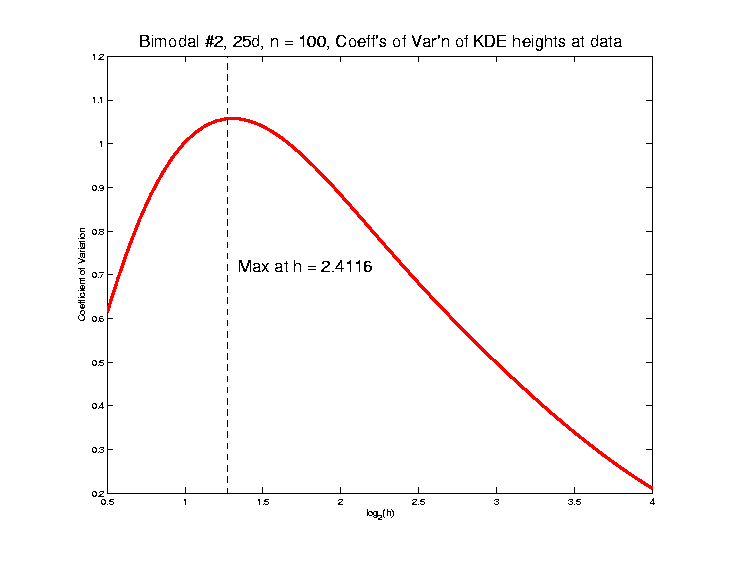 Bimodal #2, 25d, n = 100, Coeff's of Var'n of KDE heights at data
1.2
1.1
1
0.9
0.8
0.7
0.6
0.5
0.4
0.3
0.2
Coefficient of Variation
Max at h = 2.4116
0.5 1 1.5 2 2.5 3 3.5 4
log2(h)